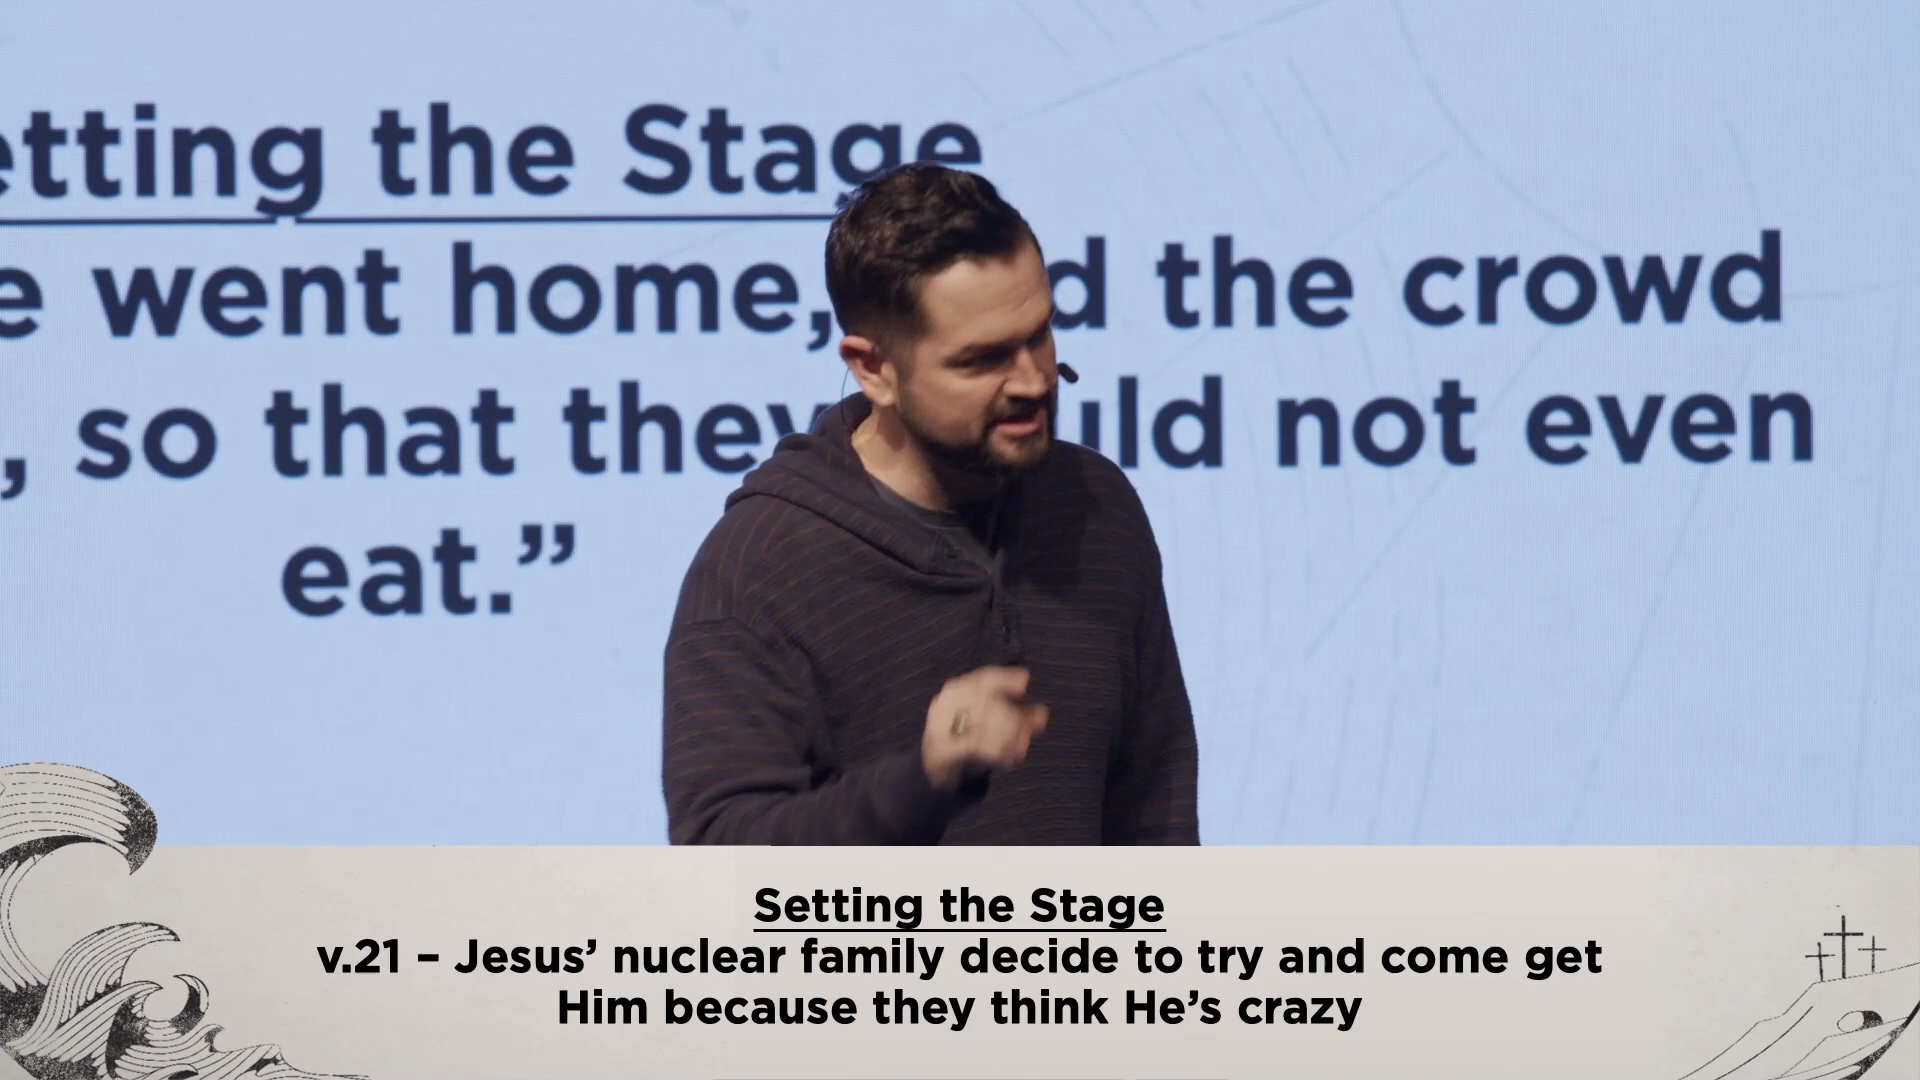 etting the Stage
e went home, d the crowd
, so that they uld not even
eat.”
Setting the Stage
v.21 – Jesus’ nuclear family decide to try and come get
Him because they think He’s crazy